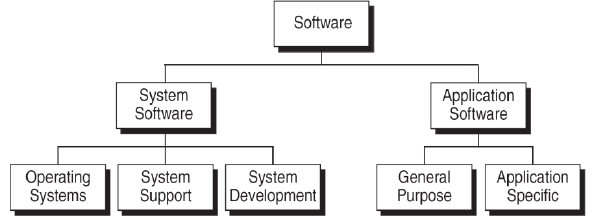 Software
System
Software
Application
Software
Operating
Systems
System
Support
System
Development
General
Purpose
Application
Specific